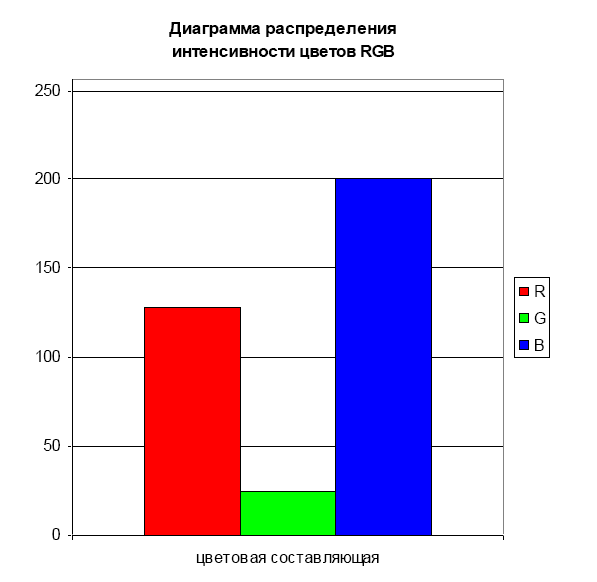 Диаграмма распределения
интенсивности цветов RGB
250
200
150
100
50
0
R
G
B
цветовая составляющая